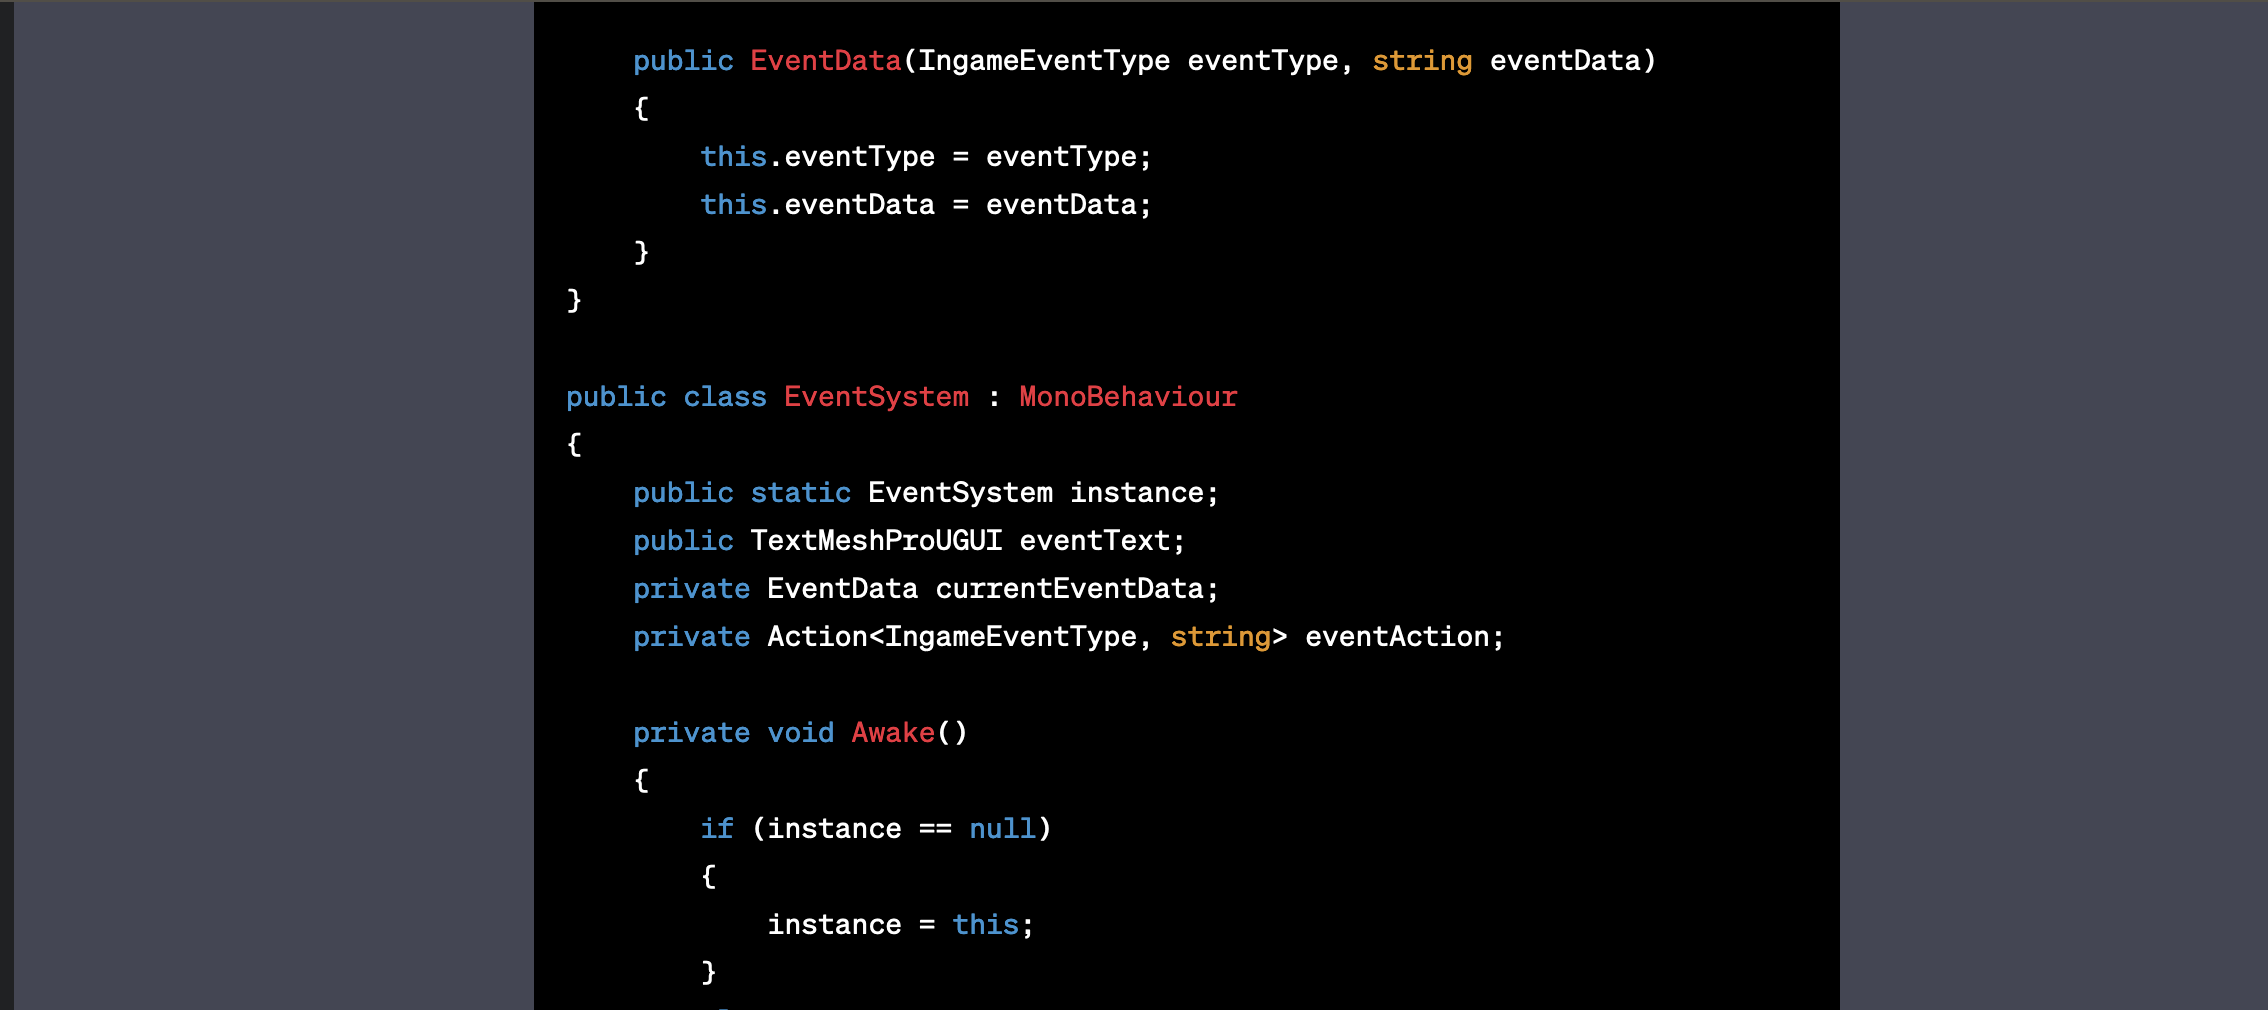 public EventData(IngameEventType eventType, string eventData)
{
this.eventType = eventType;
this.eventData = eventData;
}
}
public class EventSystem : MonoBehaviour
{
public static EventSystem instance;
public TextMeshProUGUI eventText;
private EventData currentEventData;
private Action<IngameEventType, string> eventAction;
private void Awake()
{
if (instance == null)
{
instance = this;
}